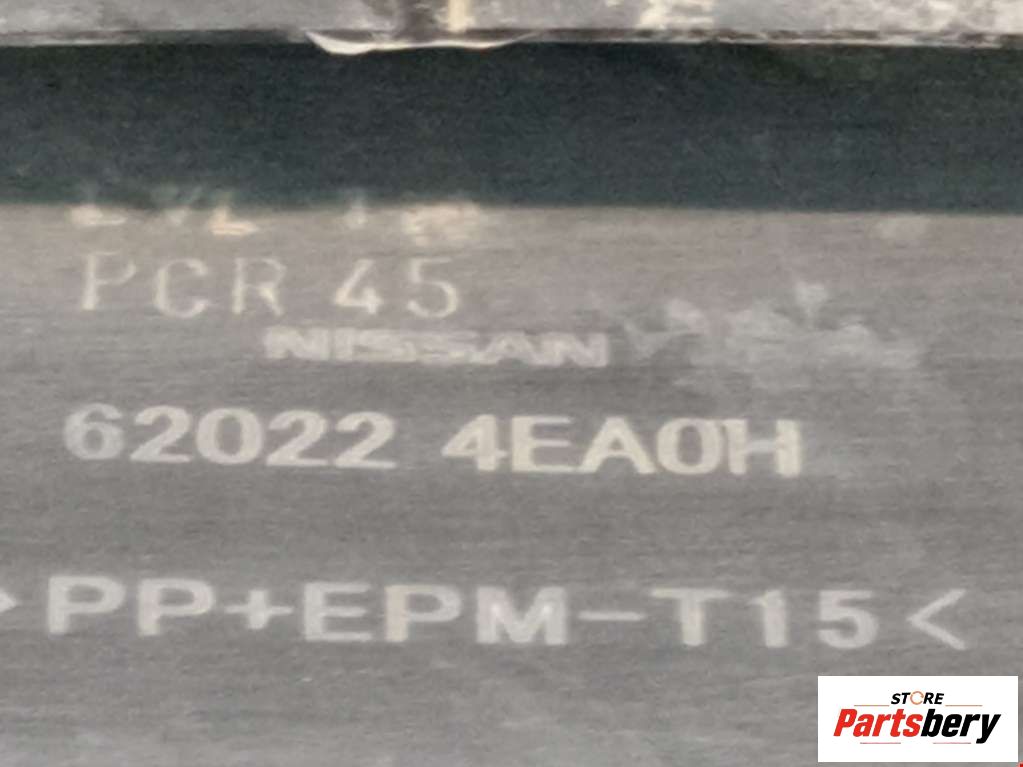 PCR 45
NISSAN
62022 4EA0H
>PP+EPM-T15<
STORE
Partsbery